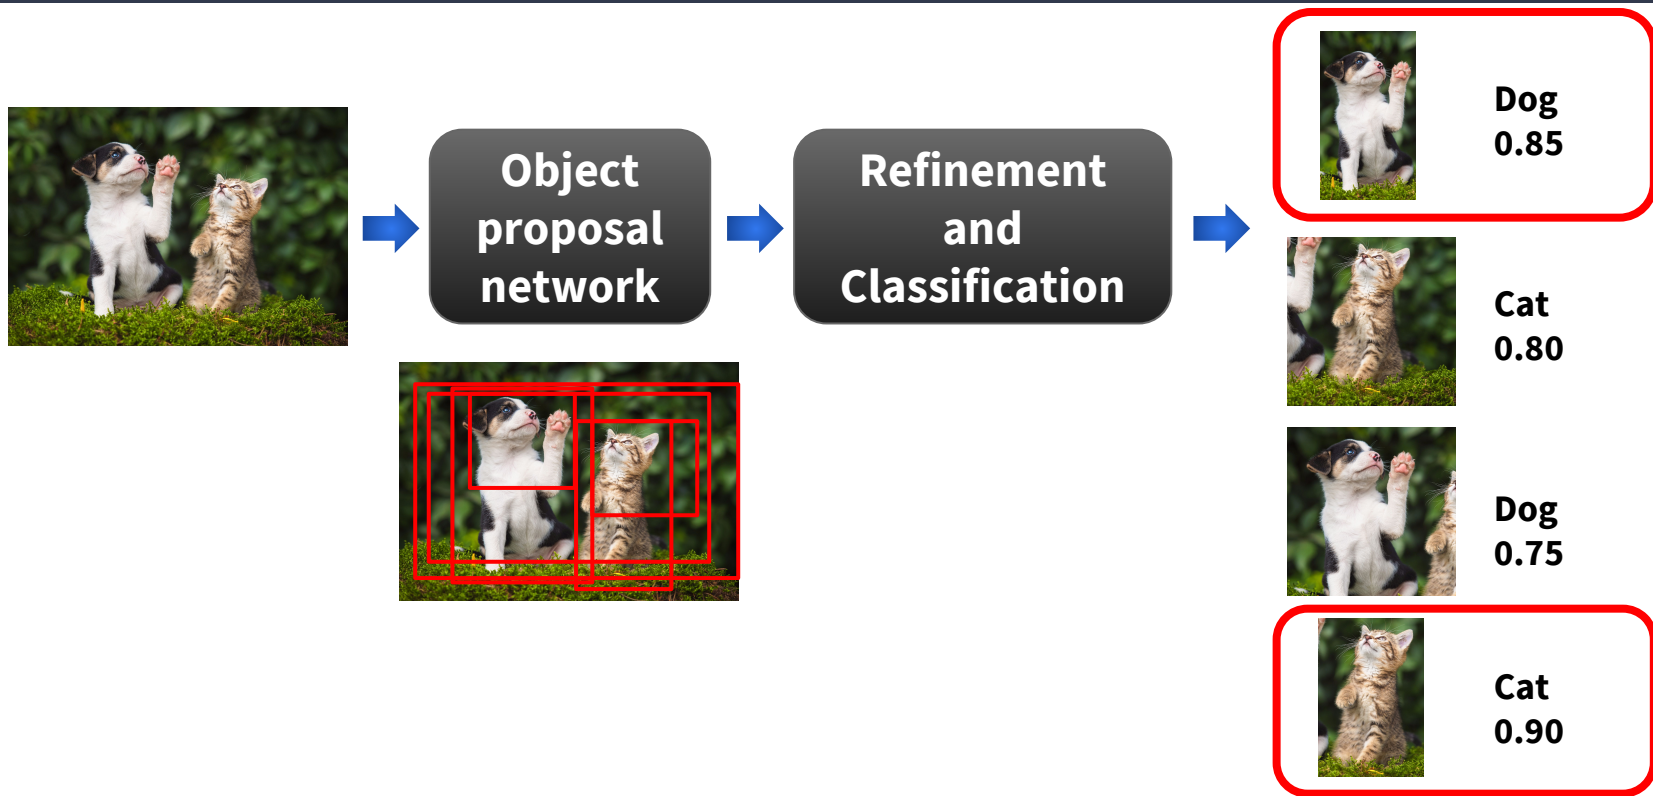 Object
proposal
network
Refinement
and
Classification
Dog
0.85
Cat
0.80
Dog
0.75
Cat
0.90